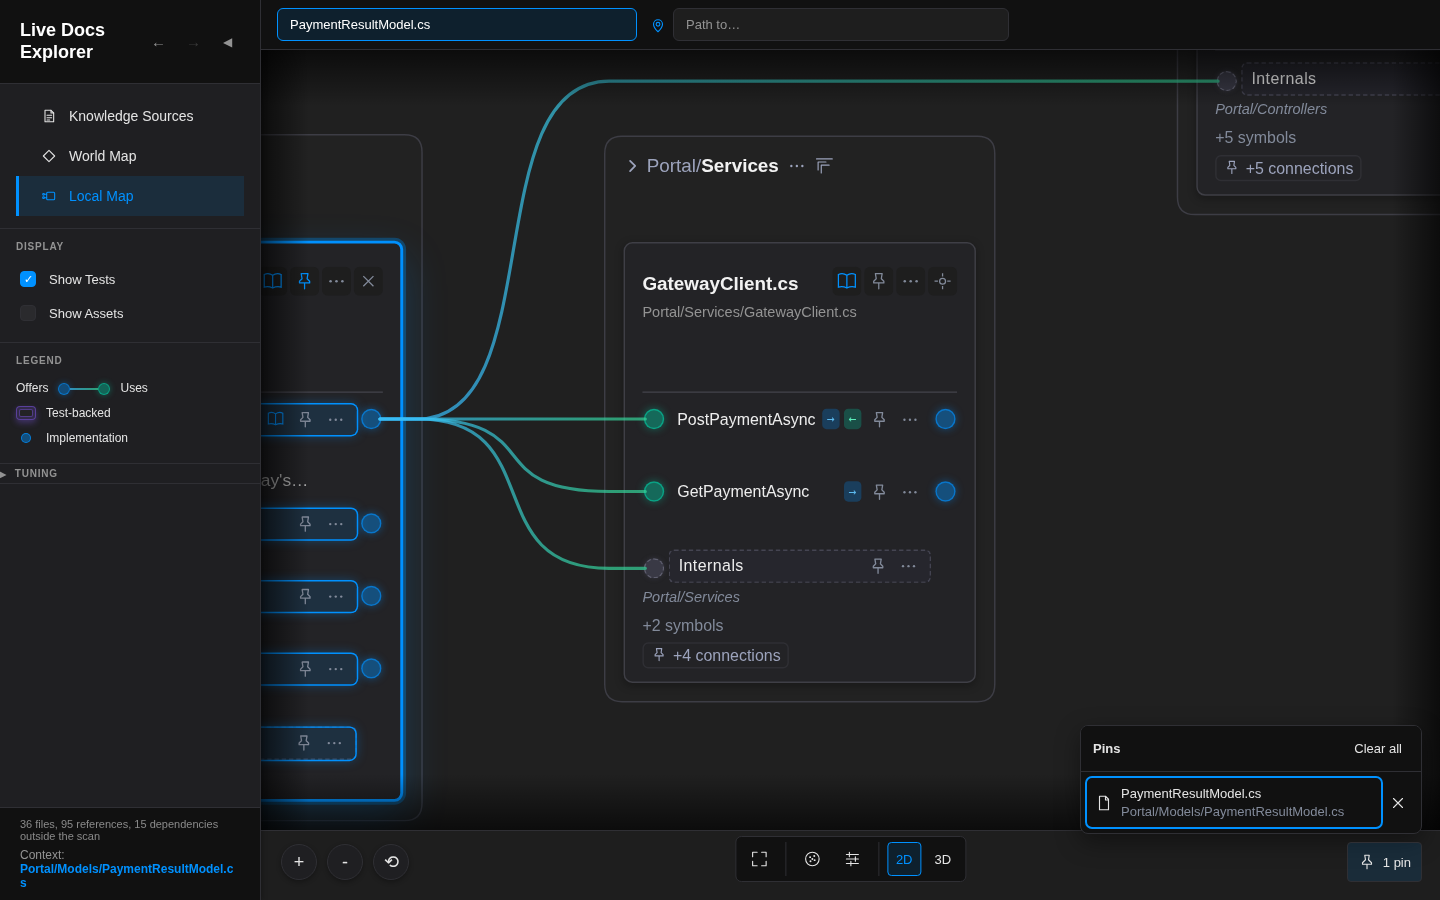 Live Docs
Explorer
← → ◀
Knowledge Sources
World Map
Local Map
DISPLAY
✓ Show Tests
Show Assets
LEGEND
Offers Uses
Test-backed
Implementation
▶ TUNING
36 files, 95 references, 15 dependencies
outside the scan
Context:
Portal/Models/PaymentResultModel.c
s
PaymentResultModel.cs
Path to…
ay's…
Portal/Services
GatewayClient.cs
Portal/Services/GatewayClient.cs
PostPaymentAsync → ←
GetPaymentAsync →
Internals
Portal/Services
+2 symbols
+4 connections
Internals
Portal/Controllers
+5 symbols
+5 connections
Pins Clear all
PaymentResultModel.cs
Portal/Models/PaymentResultModel.cs
+ - ⟲
2D 3D
1 pin